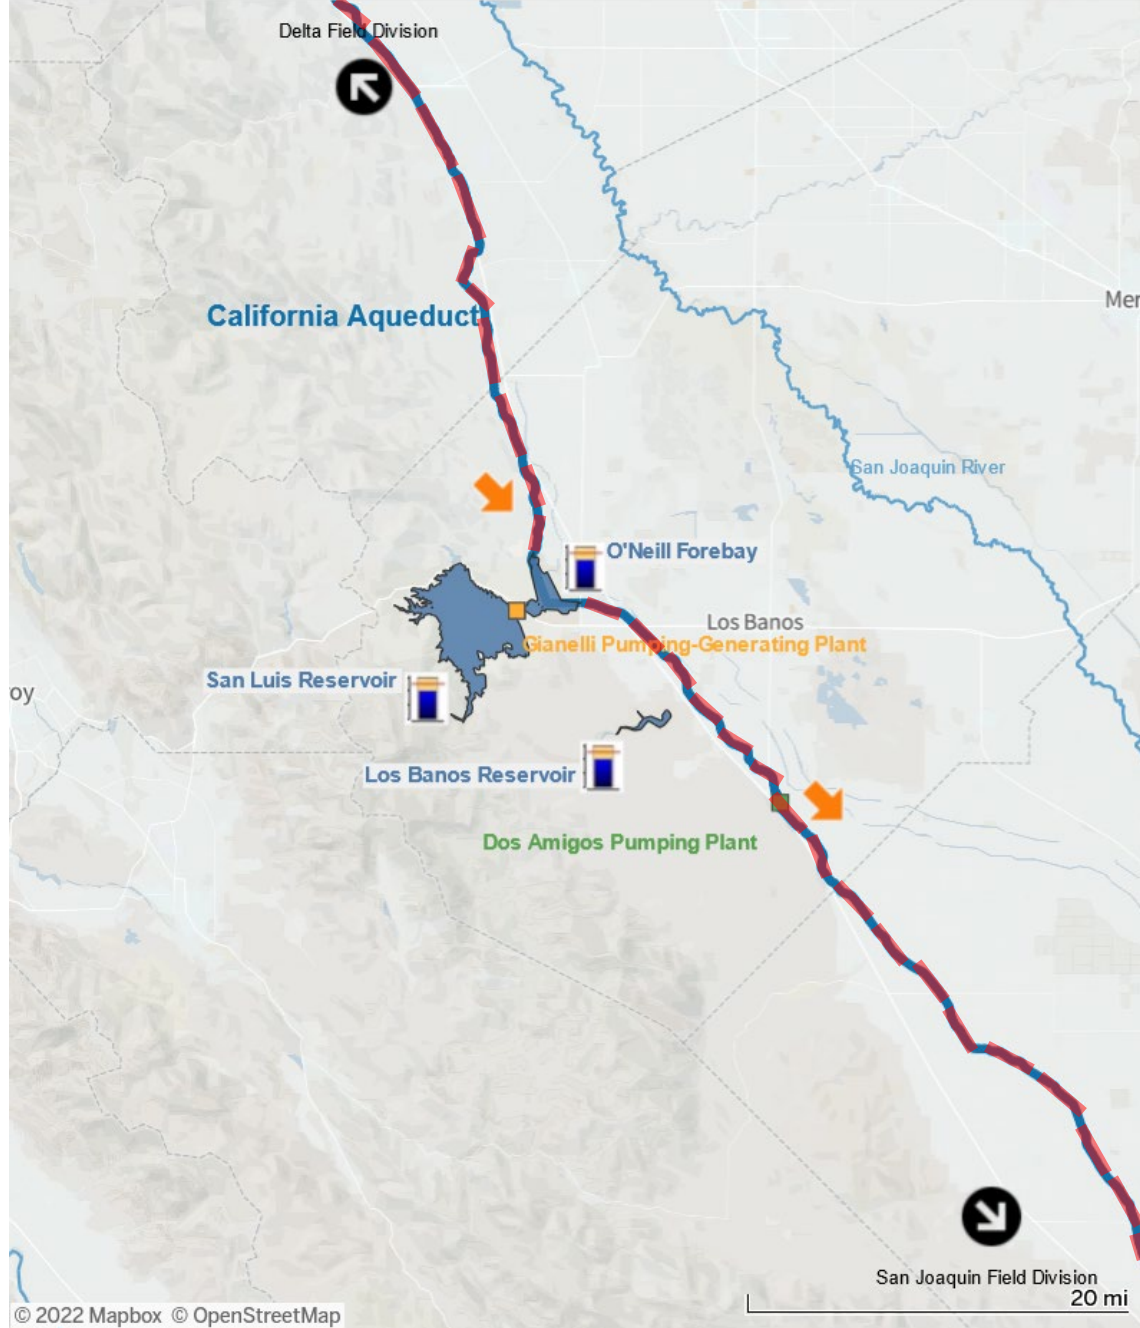 Delta Field Division
Mer
California Aqueduct
San Joaquin River
O'Neill Forebay
Los Banos
Gianelli Pumping-Generating Plant
San Luis Reservoir
oy
Los Banos Reservoir
Dos Amigos Pumping Plant
San Joaquin Field Division
20 mi
© 2022 Mapbox © OpenStreetMap